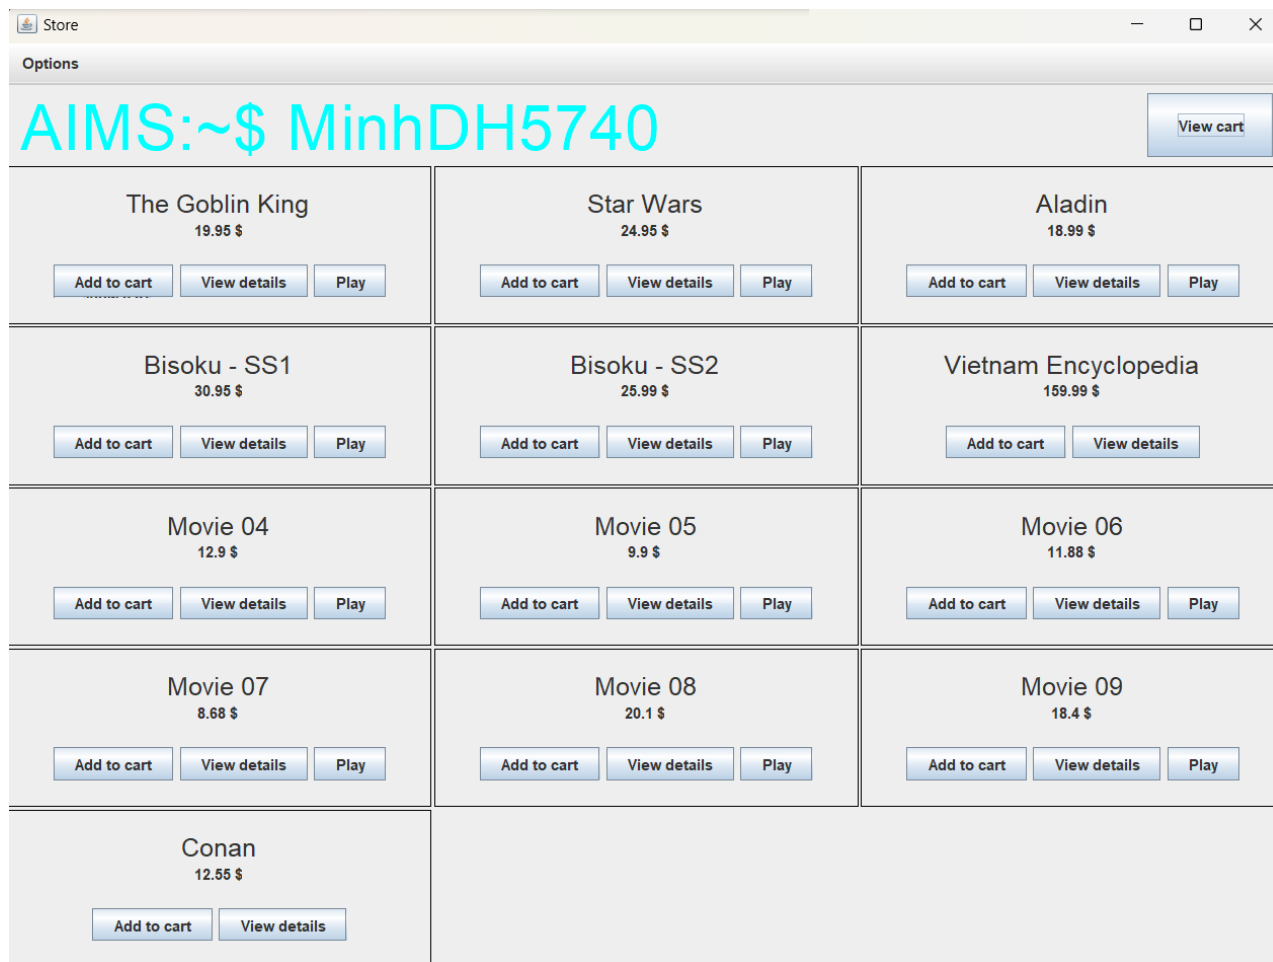 Store
Options
AIMS:~$ MinhDH5740
View cart
The Goblin King
19.95 $
Add to cart View details Play
Star Wars
24.95 $
Add to cart View details Play
Aladin
18.99 $
Add to cart View details Play
Bisoku - SS1
30.95 $
Add to cart View details Play
Bisoku - SS2
25.99 $
Add to cart View details Play
Vietnam Encyclopedia
159.99 $
Add to cart View details
Movie 04
12.9 $
Add to cart View details Play
Movie 05
9.9 $
Add to cart View details Play
Movie 06
11.88 $
Add to cart View details Play
Movie 07
8.68 $
Add to cart View details Play
Movie 08
20.1 $
Add to cart View details Play
Movie 09
18.4 $
Add to cart View details Play
Conan
12.55 $
Add to cart View details